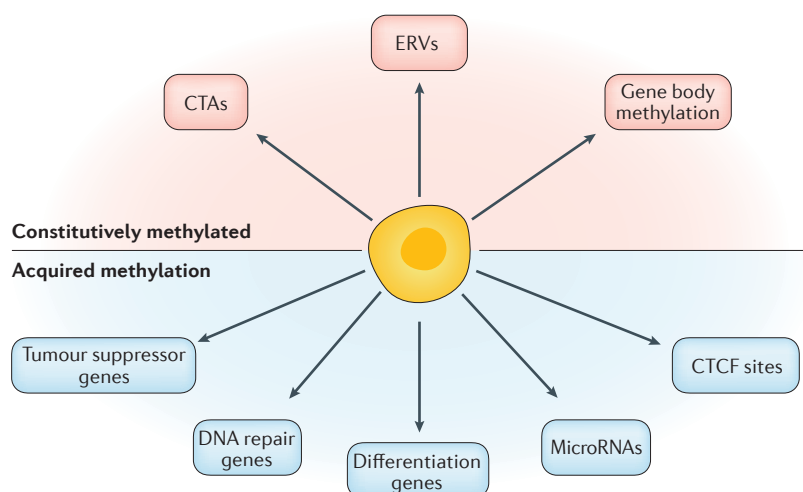 ERVs
CTAs
Gene body
methylation
Constitutively methylated
Acquired methylation
Tumour suppressor
genes
CTCF sites
DNA repair
genes
MicroRNAs
Differentiation
genes